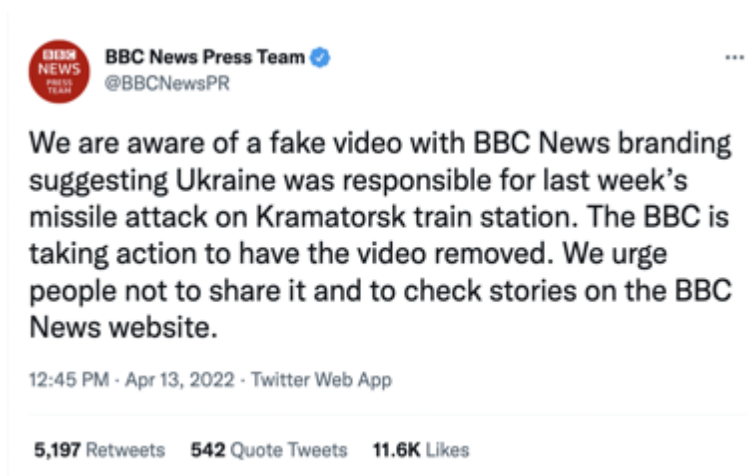 BBC
NEWS
PRESS
TEAM
BBC News Press Team
@BBCNewsPR
We are aware of a fake video with BBC News branding
suggesting Ukraine was responsible for last week’s
missile attack on Kramatorsk train station. The BBC is
taking action to have the video removed. We urge
people not to share it and to check stories on the BBC
News website.
12:45 PM · Apr 13, 2022 · Twitter Web App
5,197 Retweets 542 Quote Tweets 11.6K Likes